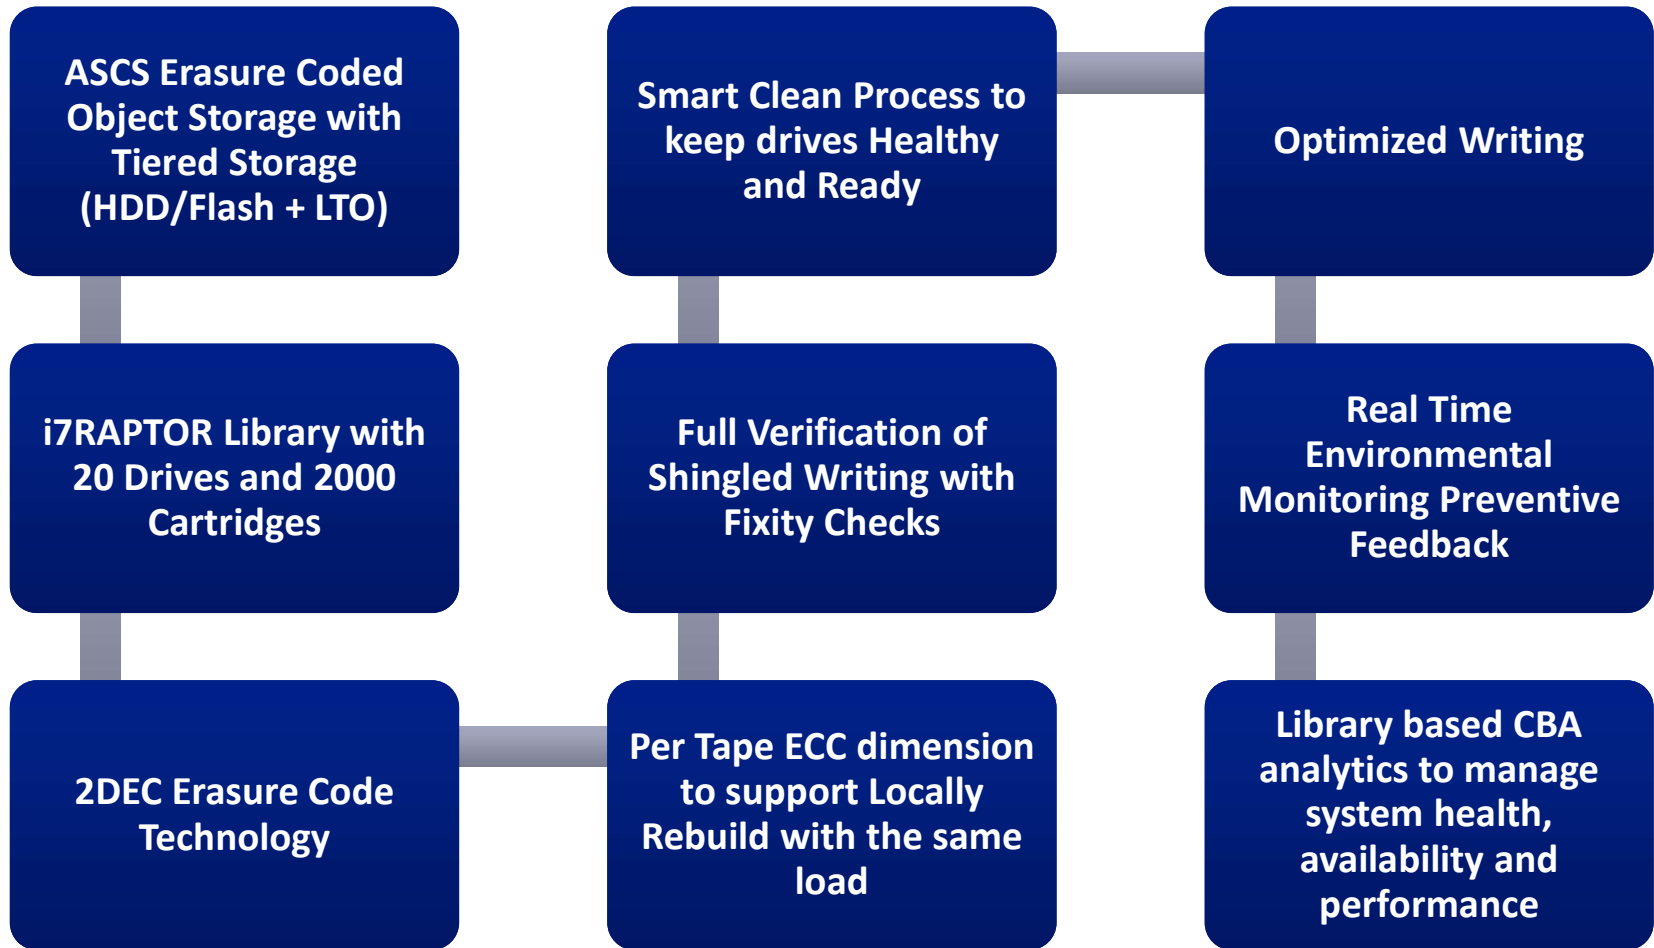 ASCS Erasure Coded
Object Storage with
Tiered Storage
(HDD/Flash + LTO)
i7RAPTOR Library with
20 Drives and 2000
Cartridges
2DEC Erasure Code
Technology
Per Tape ECC dimension
to support Locally
Rebuild with the same
load
Full Verification of
Shingled Writing with
Fixity Checks
Smart Clean Process to
keep drives Healthy
and Ready
Optimized Writing
Real Time
Environmental
Monitoring Preventive
Feedback
Library based CBA
analytics to manage
system health,
availability and
performance